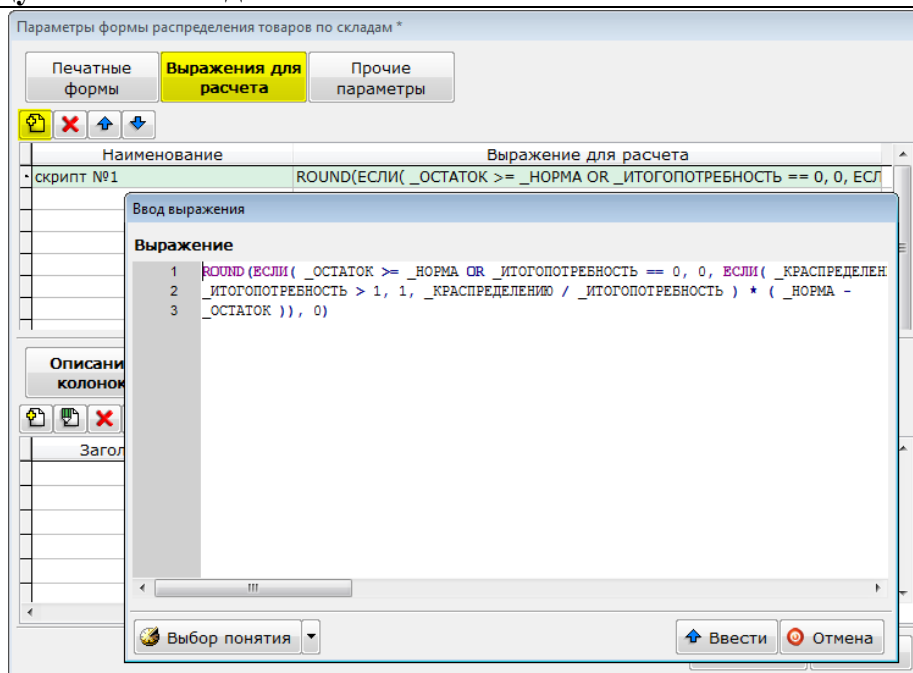 Параметры формы распределения товаров по складам *
Печатные
формы
Выражения для
расчета
Прочие
параметры
Наименование Выражение для расчета
скрипт №1 ROUND(ЕСЛИ( _ОСТАТОК >= _НОРМА OR _ИТОГОПОТРЕБНОСТЬ == 0, 0, ЕСЛ
Ввод выражения
Выражение
1 ROUND(ЕСЛИ( _ОСТАТОК >= _НОРМА OR _ИТОГОПОТРЕБНОСТЬ == 0, 0, ЕСЛИ( _КРАСПРЕДЕЛЕН
2 _ИТОГОПОТРЕБНОСТЬ > 1, 1, _КРАСПРЕДЕЛЕНИЮ / _ИТОГОПОТРЕБНОСТЬ ) * ( _НОРМА -
3 _ОСТАТОК )), 0)
Описани
колонок
Загол
Выбор понятия
Ввести
Отмена